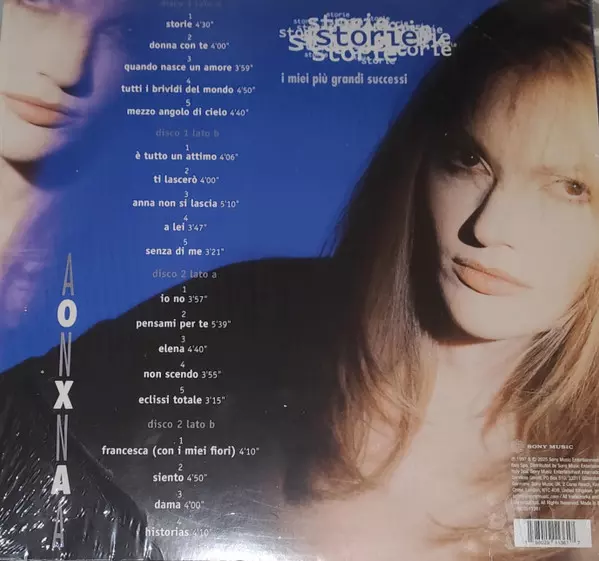 disco 1 lato a
1
storie 4'30"
2
donna con te 4'00"
3
quando nasce un amore 3'59"
4
tutti i brividi del mondo 4'50"
5
mezzo angolo di cielo 4'40"
disco 1 lato b
1
è tutto un attimo 4'06"
2
ti lascerò 4'00"
3
anna non si lascia 5'10"
4
a lei 3'47"
5
senza di me 3'21"
disco 2 lato a
1
io no 3'57"
2
pensami per te 5'39"
3
elena 4'40"
4
non scendo 3'55"
5
eclissi totale 3'15"
disco 2 lato b
1
francesca (con i miei fiori) 4'10"
2
siento 4'50"
3
dama 4'00"
4
historias 4'10"
storie
i miei più grandi successi
AONXNAA
SONY MUSIC